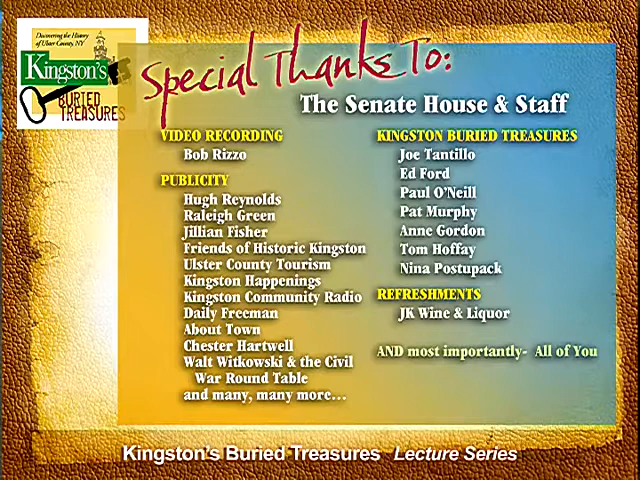 Discovering the History
of Ulster County, NY
Kingston's
BURIED
TREASURES
Special Thanks To:
The Senate House & Staff
VIDEO RECORDING
Bob Rizzo
PUBLICITY
Hugh Reynolds
Raleigh Green
Jillian Fisher
Friends of Historic Kingston
Ulster County Tourism
Kingston Happenings
Kingston Community Radio
Daily Freeman
About Town
Chester Hartwell
Walt Witkowski & the Civil
War Round Table
and many, many more...
KINGSTON BURIED TREASURES
Joe Tantillo
Ed Ford
Paul O'Neill
Pat Murphy
Anne Gordon
Tom Hoffay
Nina Postupack
REFRESHMENTS
JK Wine & Liquor
AND most importantly- All of You
Kingston's Buried Treasures Lecture Series